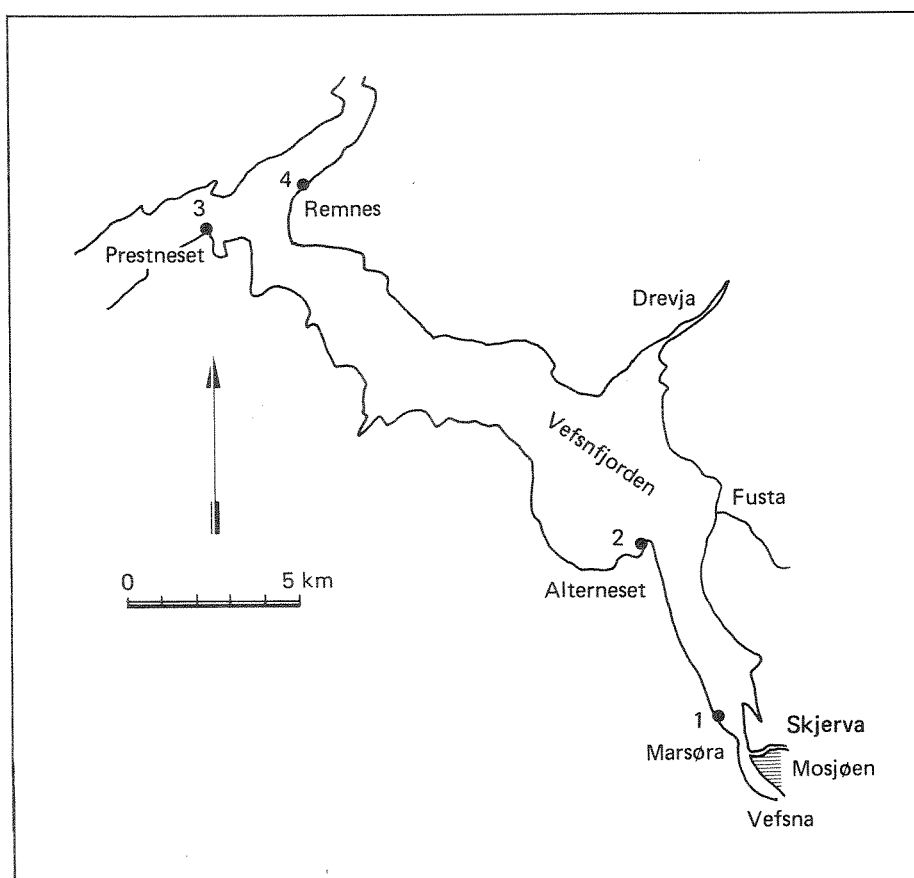 4
Remnes
3
Prestneset
Drevja
Vefsnfjorden
Fusta
2
Alterneset
0 5 km
1
Marsøra
Skjerva
Mosjøen
Vefsna